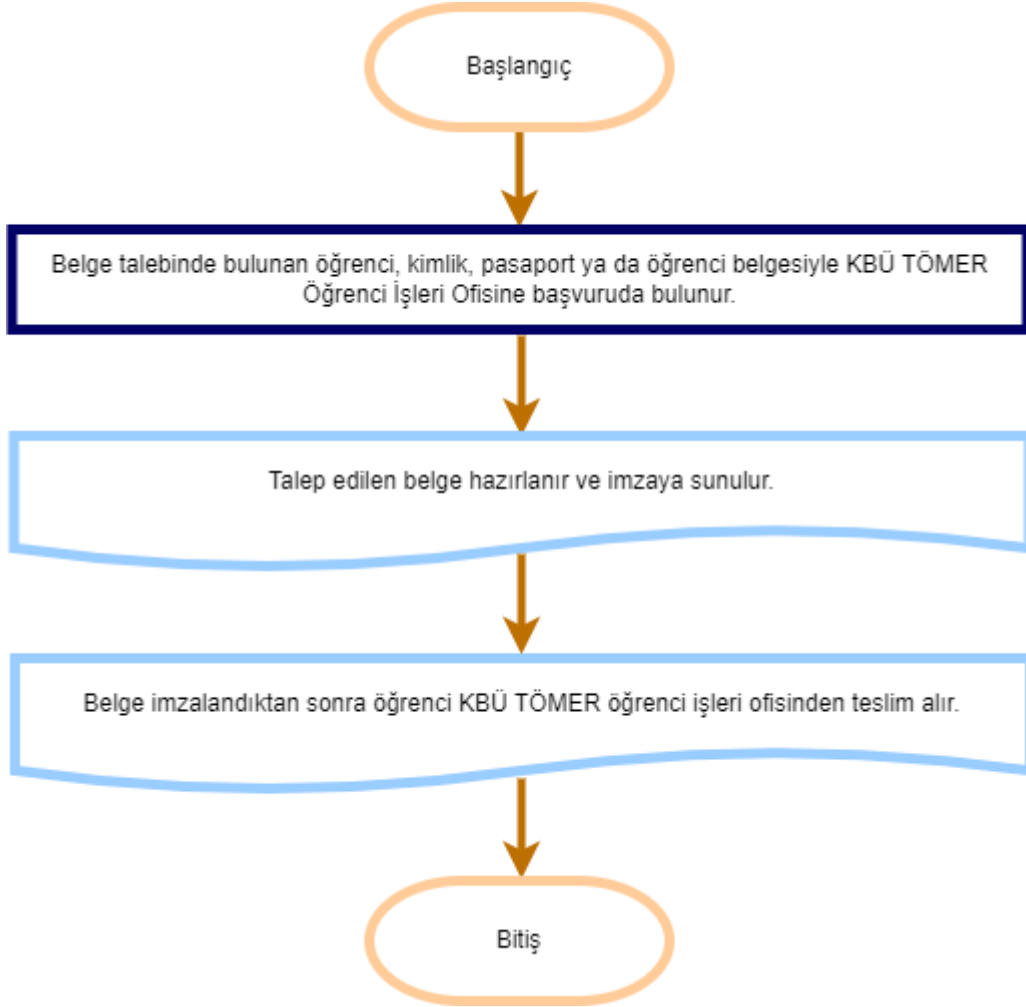 Başlangıç
Belge talebinde bulunan öğrenci, kimlik, pasaport ya da öğrenci belgesiyle KBÜ TÖMER
Öğrenci İşleri Ofisine başvuruda bulunur.
Talep edilen belge hazırlanır ve imzaya sunulur.
Belge imzalandıktan sonra öğrenci KBÜ TÖMER öğrenci işleri ofisinden teslim alır.
Bitiş